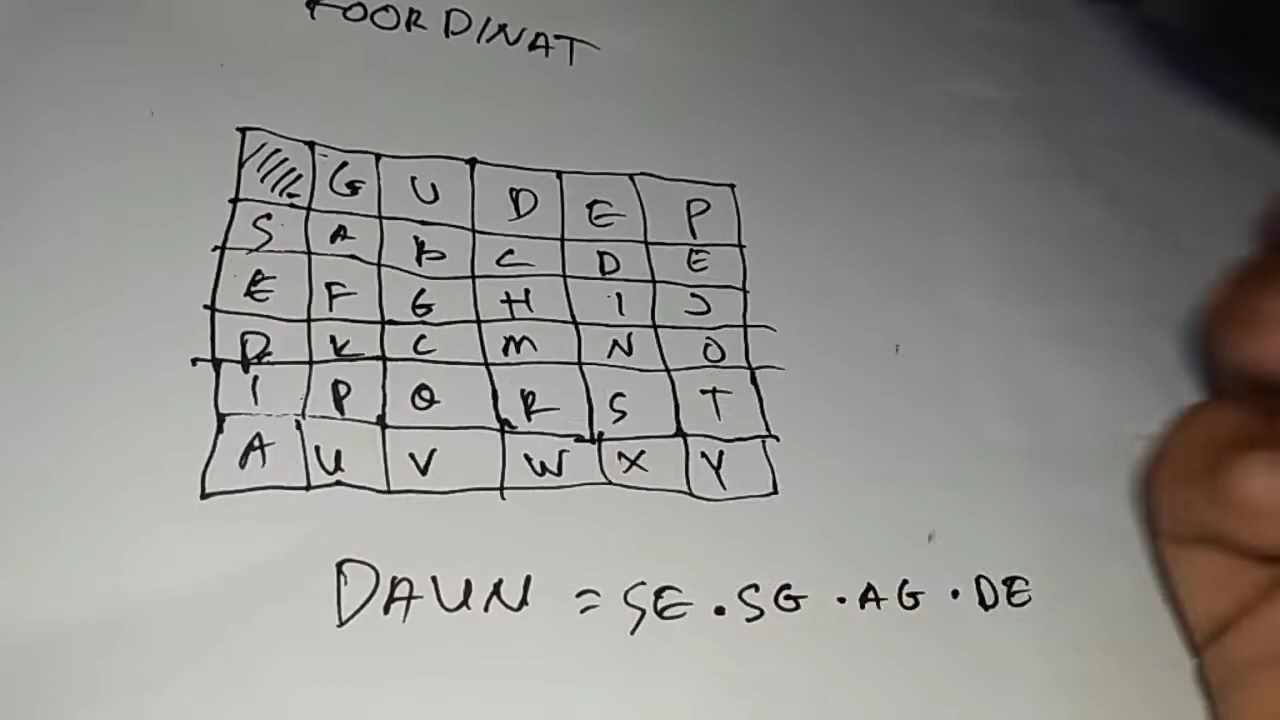 KOORDINAT
G U D E P
S A B C D E
E F G H I J
D K C M N O
I P Q R S T
A U V W X Y
DAUN = SE . SG . AG . DE